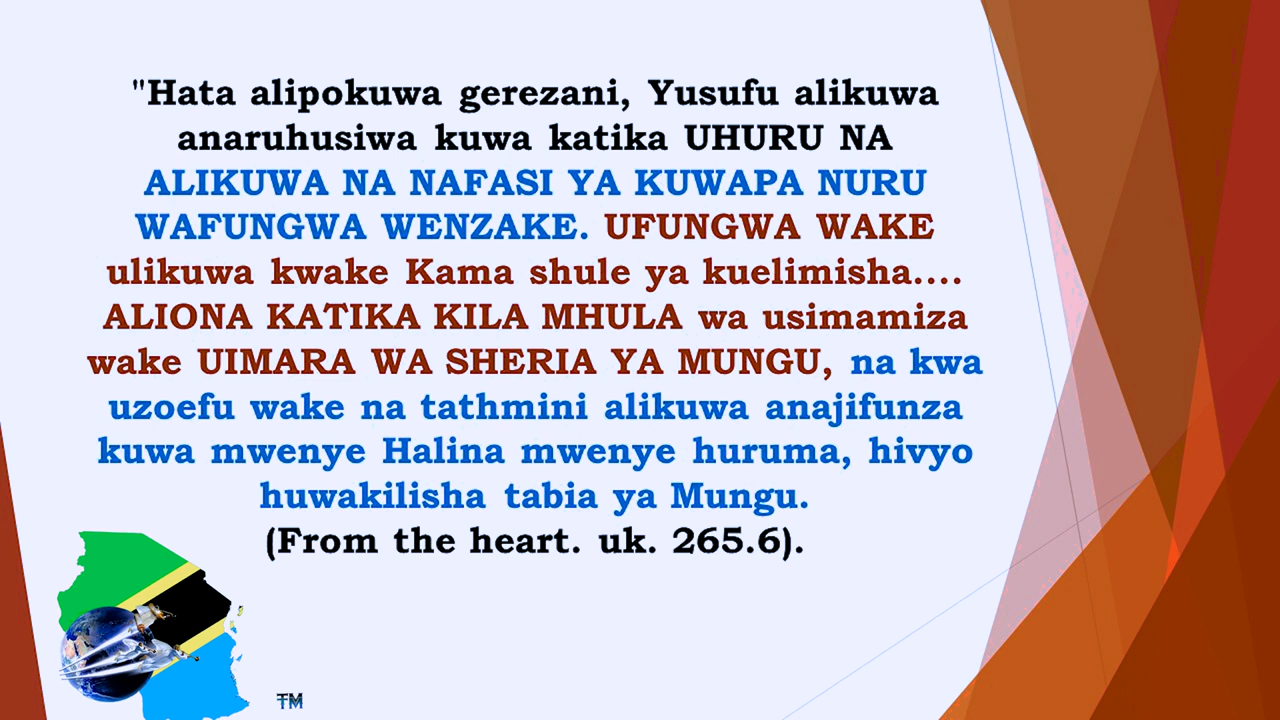 "Hata alipokuwa gerezani, Yusufu alikuwa
anaruhusiwa kuwa katika UHURU NA
ALIKUWA NA NAFASI YA KUWAPA NURU
WAFUNGWA WENZAKE. UFUNGWA WAKE
ulikuwa kwake Kama shule ya kuelimisha....
ALIONA KATIKA KILA MHULA wa usimamiza
wake UIMARA WA SHERIA YA MUNGU, na kwa
uzoefu wake na tathmini alikuwa anajifunza
kuwa mwenye Halina mwenye huruma, hivyo
huwakilisha tabia ya Mungu.
(From the heart. uk. 265.6).
TM